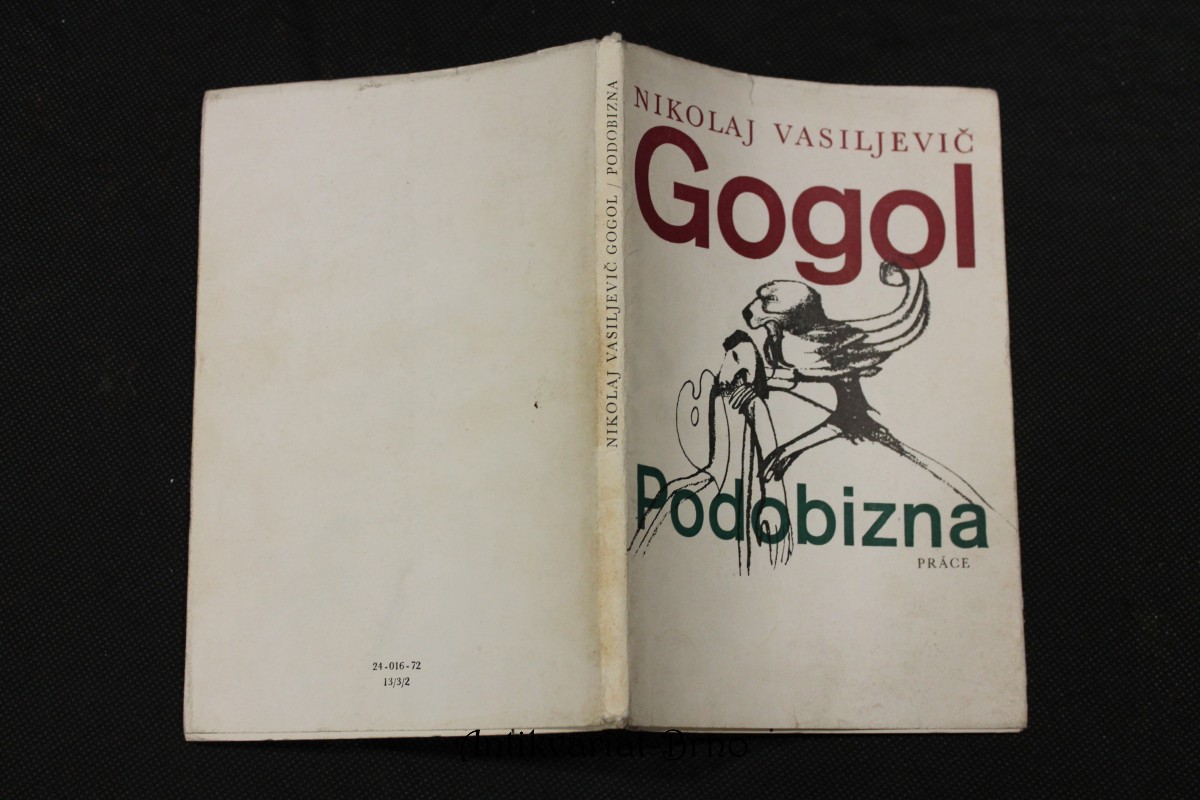 NIKOLAJ VASILJEVIČ
Gogol
Podobizna
PRÁCE
NIKOLAJ VASILJEVIČ GOGOL / PODOBIZNA
24-016-72
13/3/2
Antikvariat-Brno